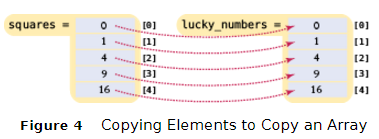 squares = 0 [0] lucky_numbers = 0 [0]
1 [1] 1 [1]
4 [2] 4 [2]
9 [3] 9 [3]
16 [4] 16 [4]
Figure 4 Copying Elements to Copy an Array